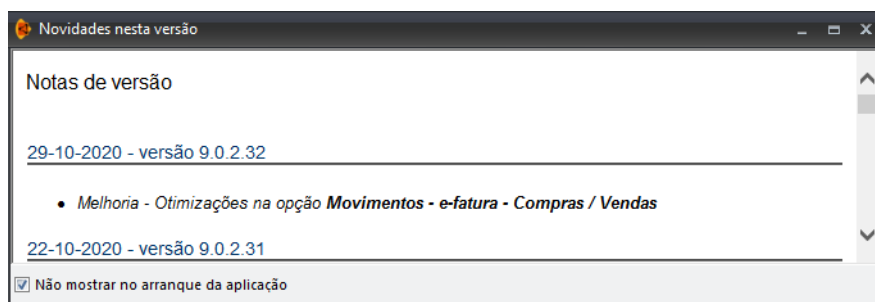 Novidades nesta versão
Notas de versão
29-10-2020 - versão 9.0.2.32
• Melhoria - Otimizações na opção Movimentos - e-fatura - Compras / Vendas
22-10-2020 - versão 9.0.2.31
Não mostrar no arranque da aplicação